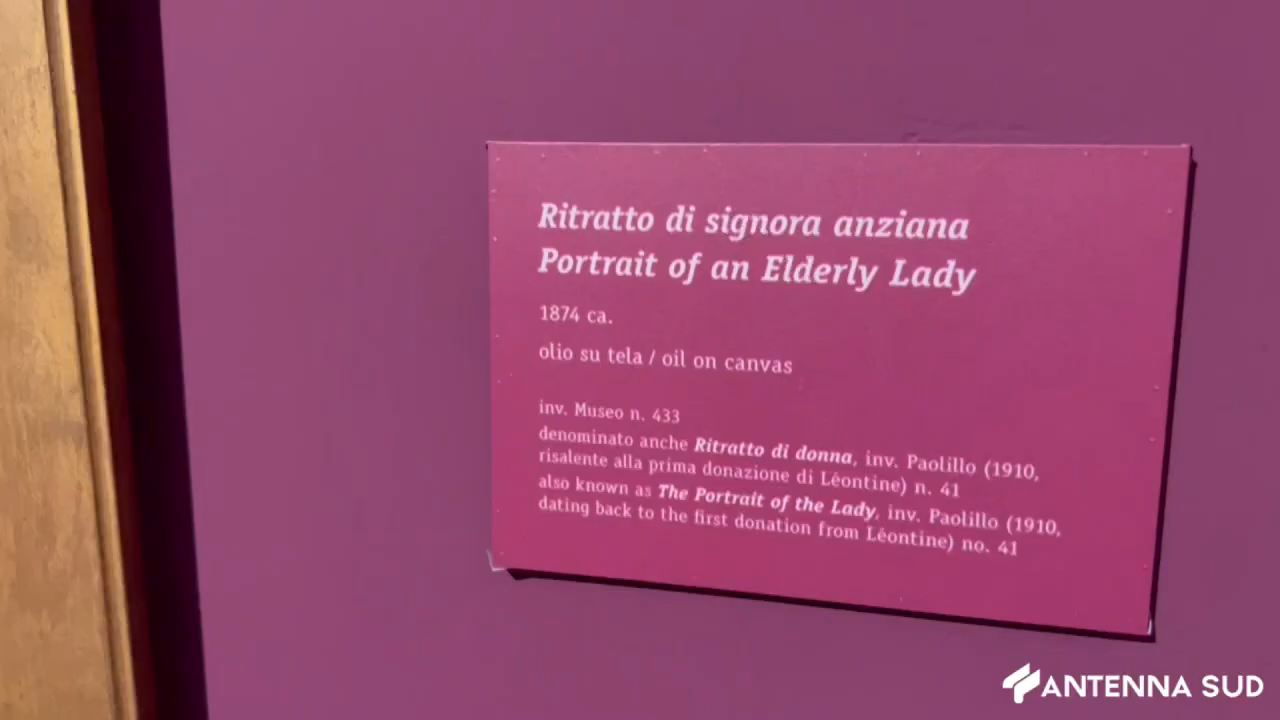 Ritratto di signora anziana
Portrait of an Elderly Lady
1874 ca.
olio su tela / oil on canvas
inv. Museo n. 433
denominato anche Ritratto di donna, inv. Paolillo (1910,
risalente alla prima donazione di Léontine) n. 41
also known as The Portrait of the Lady, inv. Paolillo (1910,
dating back to the first donation from Léontine) no. 41
ANTENNA SUD